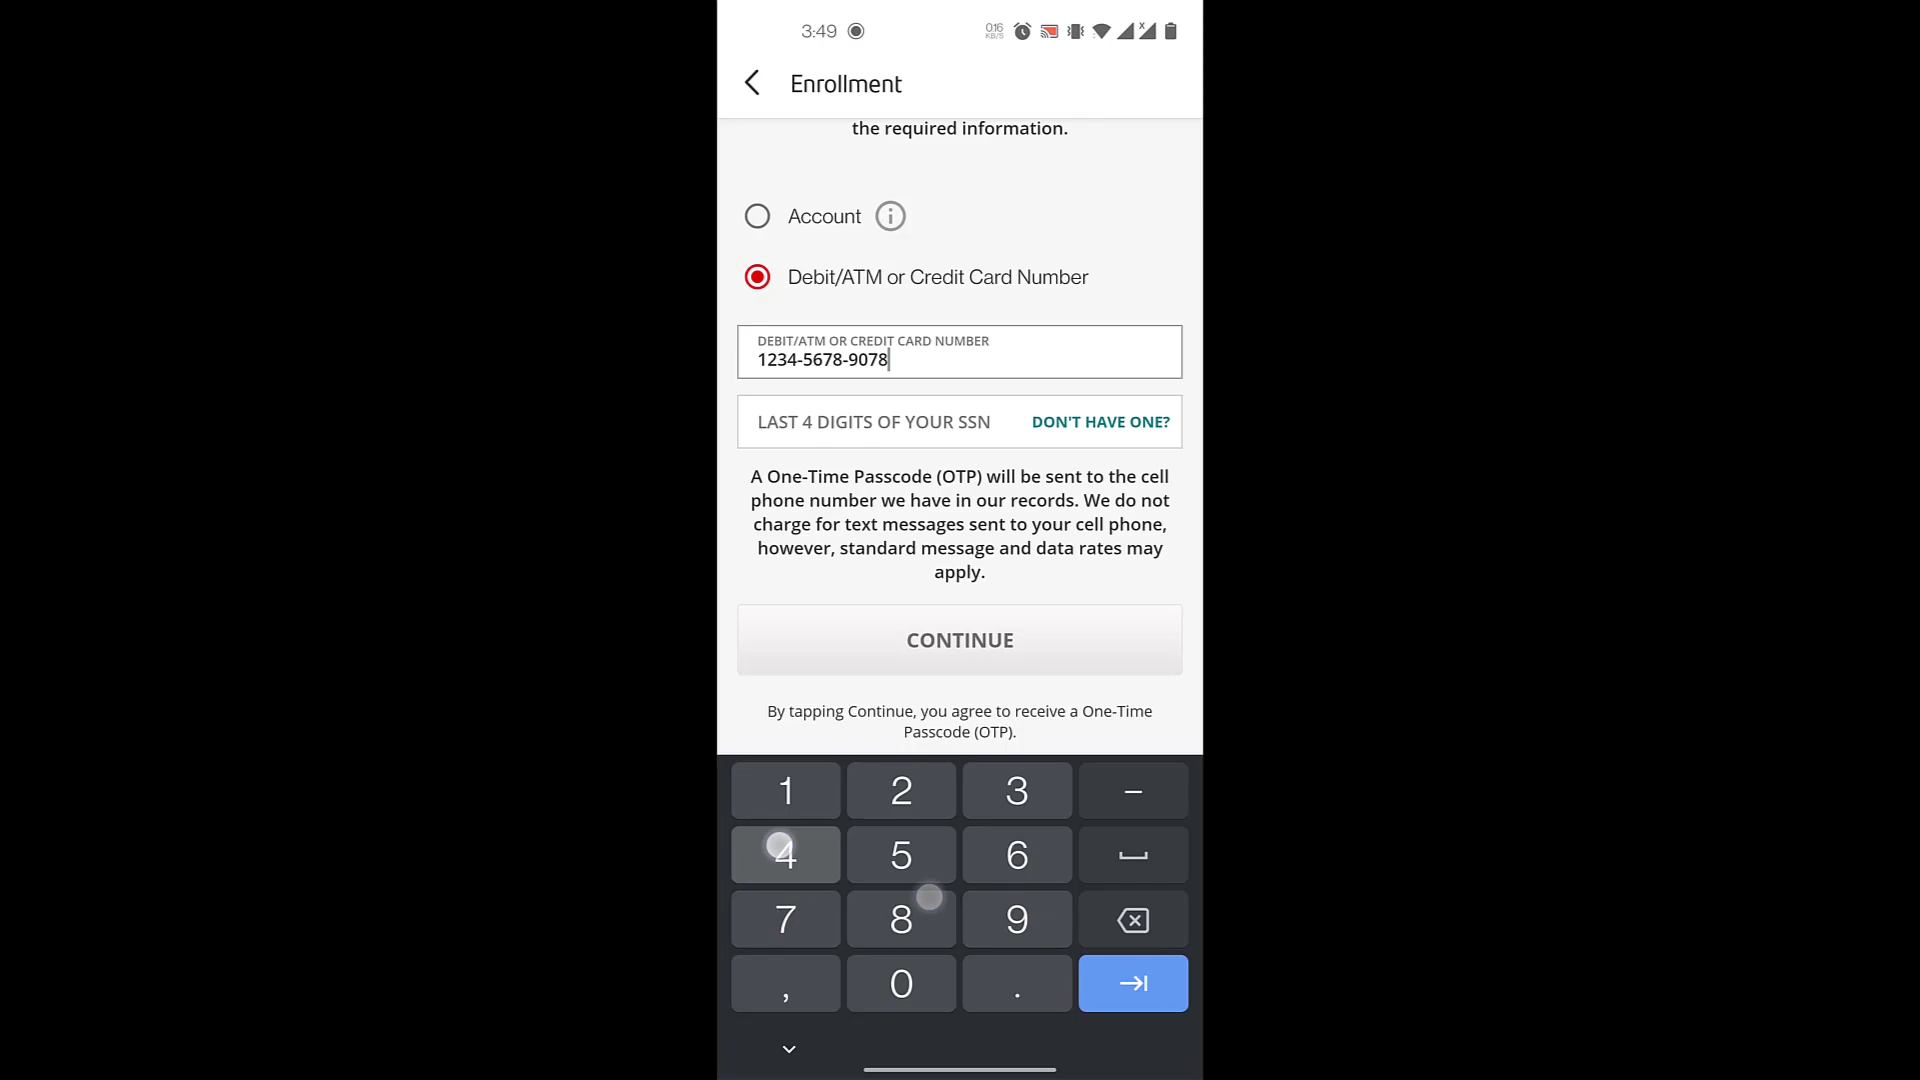 3:49
0.16
KB/S
Enrollment
the required information.
Account
Debit/ATM or Credit Card Number
DEBIT/ATM OR CREDIT CARD NUMBER
1234-5678-9078
LAST 4 DIGITS OF YOUR SSN DON'T HAVE ONE?
A One-Time Passcode (OTP) will be sent to the cell
phone number we have in our records. We do not
charge for text messages sent to your cell phone,
however, standard message and data rates may
apply.
CONTINUE
By tapping Continue, you agree to receive a One-Time
Passcode (OTP).
1 2 3 –
4 5 6
7 8 9
, 0 .